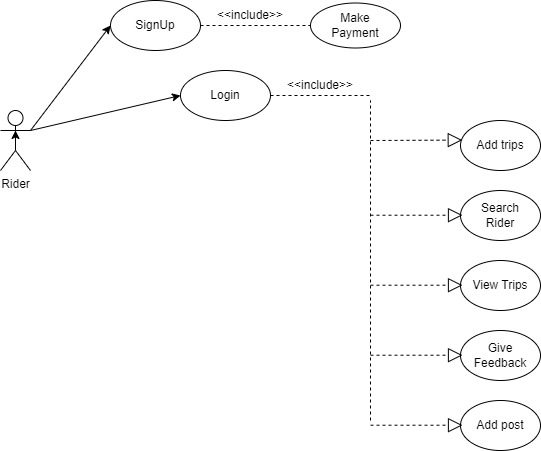 SignUp
<<include>>
Make
Payment
Login
<<include>>
Rider
Add trips
Search
Rider
View Trips
Give
Feedback
Add post